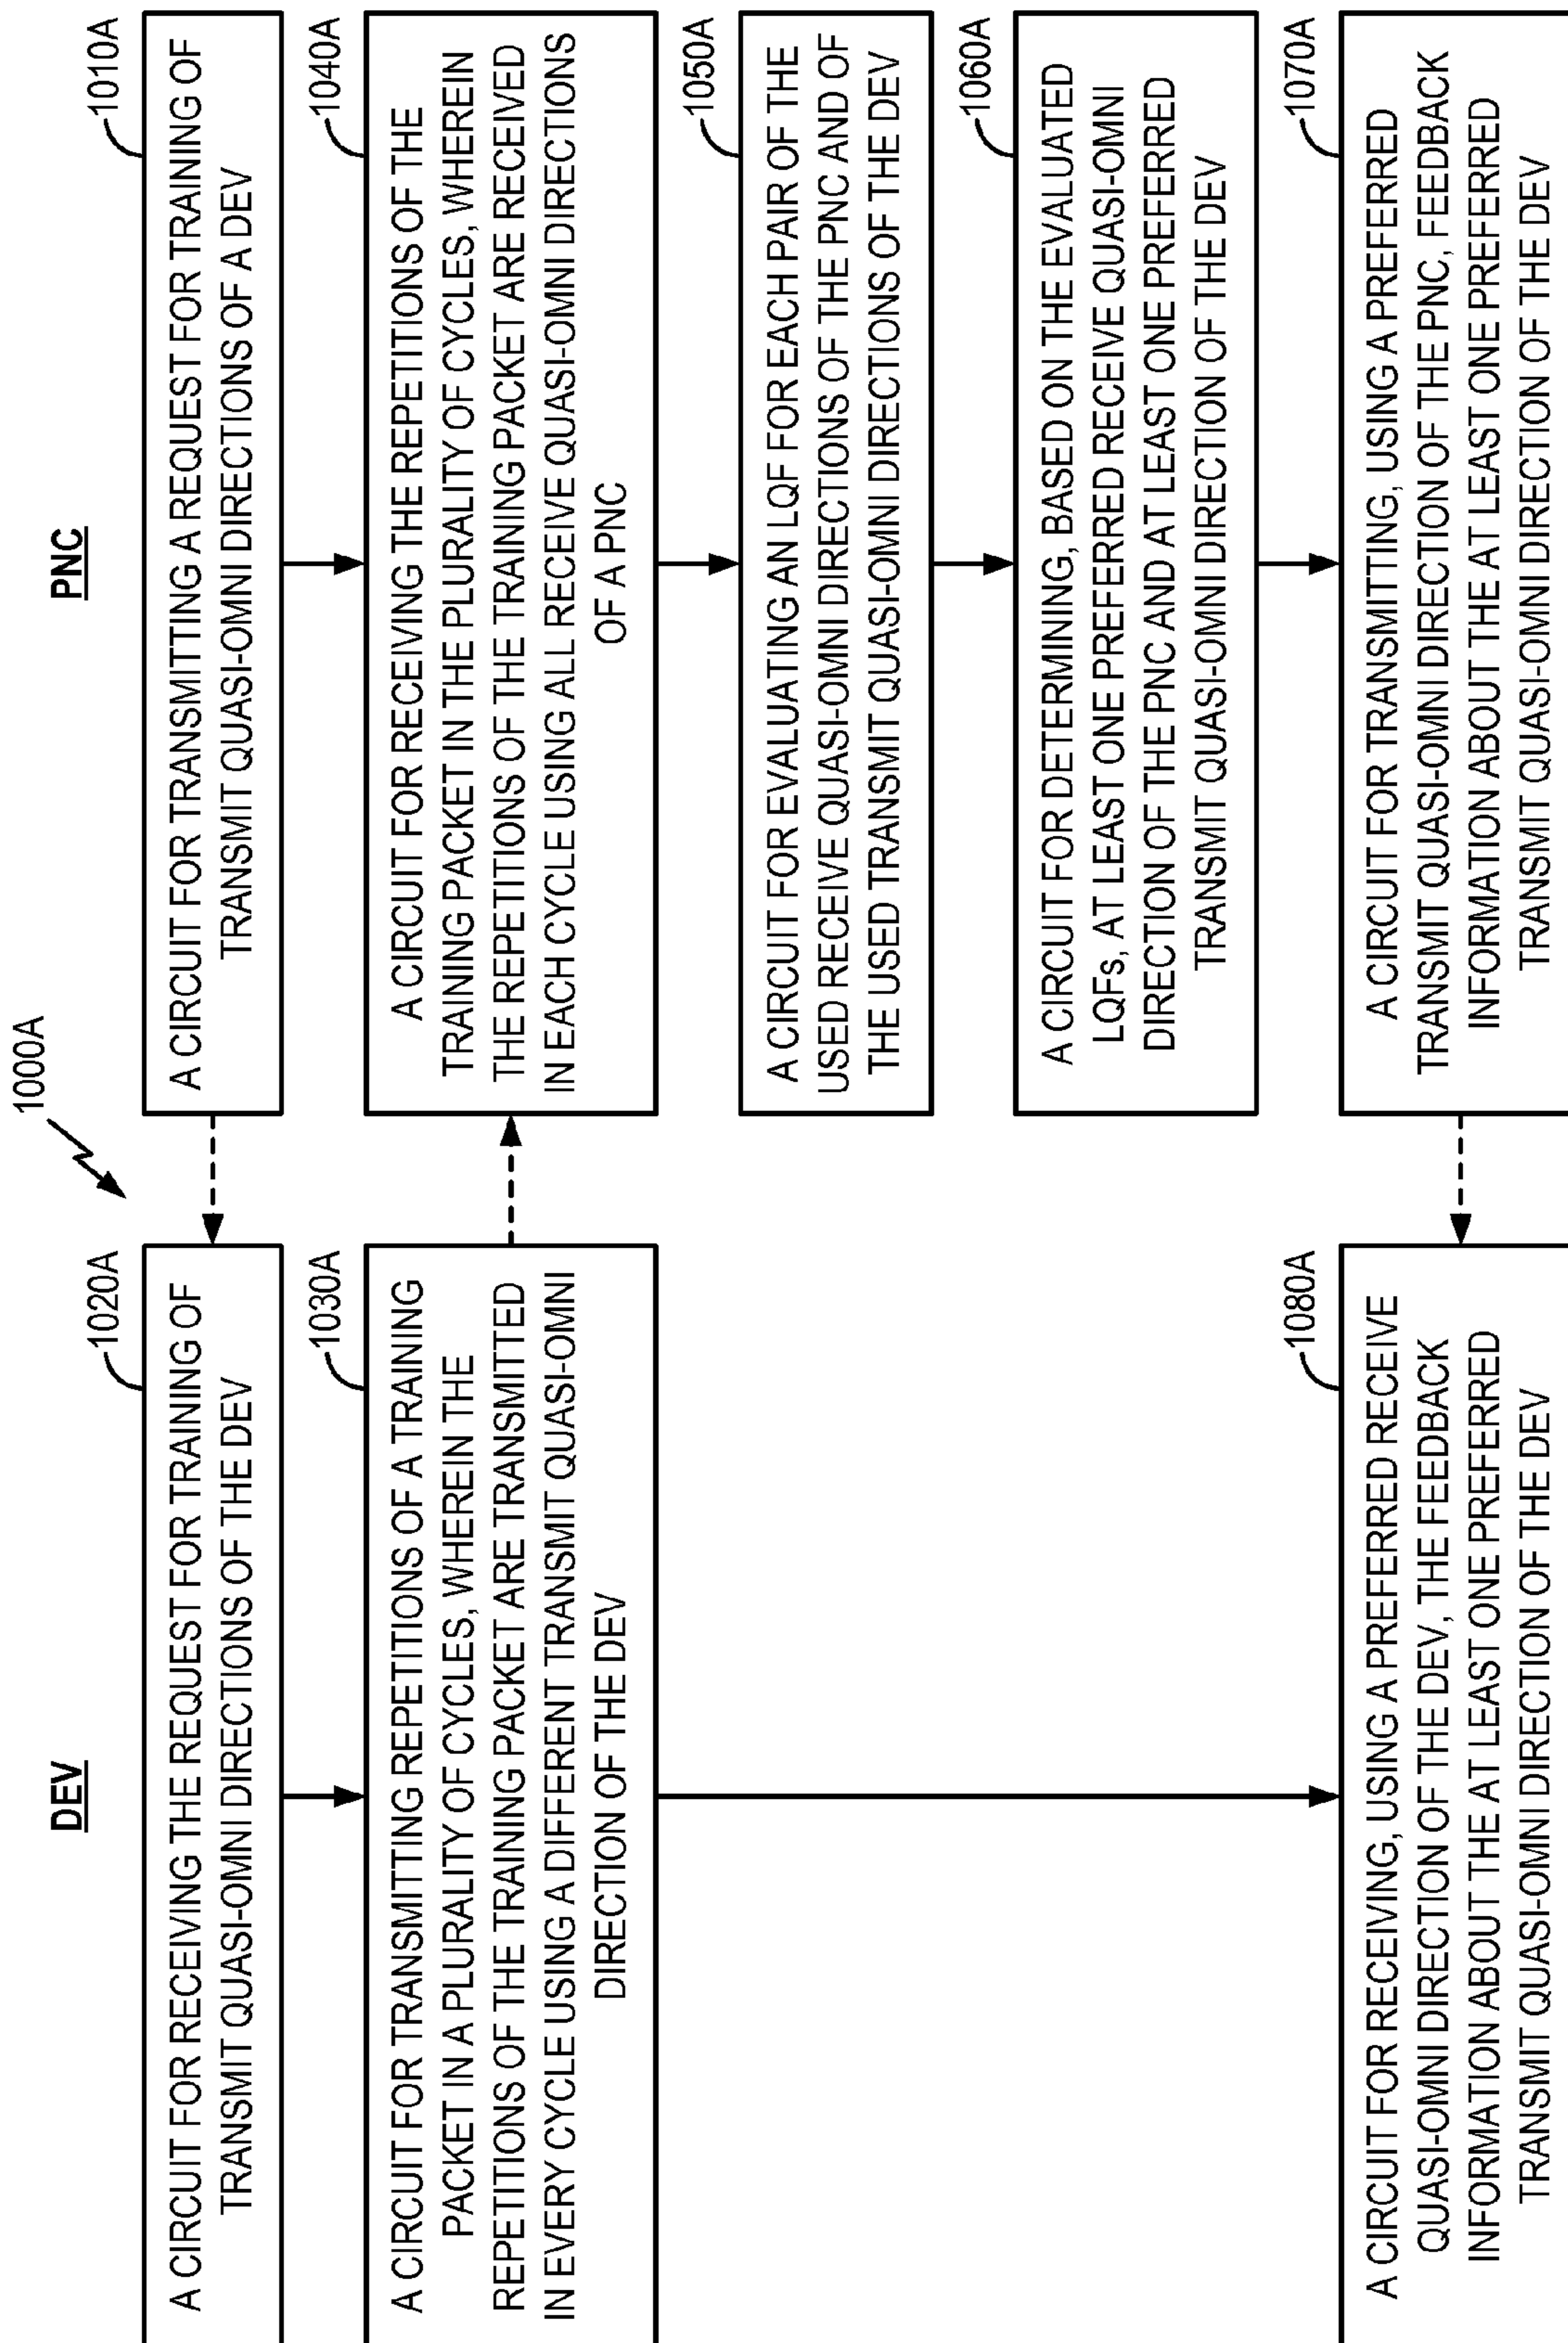 1000A
DEV
PNC
1020A
A CIRCUIT FOR RECEIVING THE REQUEST FOR TRAINING OF
TRANSMIT QUASI-OMNI DIRECTIONS OF THE DEV
1010A
A CIRCUIT FOR TRANSMITTING A REQUEST FOR TRAINING OF
TRANSMIT QUASI-OMNI DIRECTIONS OF A DEV
1030A
A CIRCUIT FOR TRANSMITTING REPETITIONS OF A TRAINING
PACKET IN A PLURALITY OF CYCLES, WHEREIN THE
REPETITIONS OF THE TRAINING PACKET ARE TRANSMITTED
IN EVERY CYCLE USING A DIFFERENT TRANSMIT QUASI-OMNI
DIRECTION OF THE DEV
1040A
A CIRCUIT FOR RECEIVING THE REPETITIONS OF THE
TRAINING PACKET IN THE PLURALITY OF CYCLES, WHEREIN
THE REPETITIONS OF THE TRAINING PACKET ARE RECEIVED
IN EACH CYCLE USING ALL RECEIVE QUASI-OMNI DIRECTIONS
OF A PNC
1050A
A CIRCUIT FOR EVALUATING AN LQF FOR EACH PAIR OF THE
USED RECEIVE QUASI-OMNI DIRECTIONS OF THE PNC AND OF
THE USED TRANSMIT QUASI-OMNI DIRECTIONS OF THE DEV
1060A
A CIRCUIT FOR DETERMINING, BASED ON THE EVALUATED
LQFs, AT LEAST ONE PREFERRED RECEIVE QUASI-OMNI
DIRECTION OF THE PNC AND AT LEAST ONE PREFERRED
TRANSMIT QUASI-OMNI DIRECTION OF THE DEV
1070A
A CIRCUIT FOR TRANSMITTING, USING A PREFERRED
TRANSMIT QUASI-OMNI DIRECTION OF THE PNC, FEEDBACK
INFORMATION ABOUT THE AT LEAST ONE PREFERRED
TRANSMIT QUASI-OMNI DIRECTION OF THE DEV
1080A
A CIRCUIT FOR RECEIVING, USING A PREFERRED RECEIVE
QUASI-OMNI DIRECTION OF THE DEV, THE FEEDBACK
INFORMATION ABOUT THE AT LEAST ONE PREFERRED
TRANSMIT QUASI-OMNI DIRECTION OF THE DEV